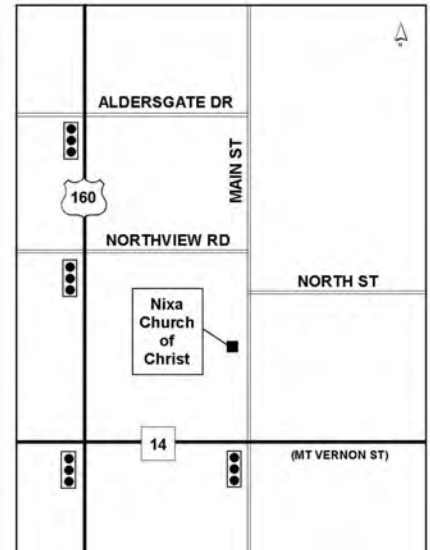 ALDERSGATE DR
MAIN ST
160
NORTHVIEW RD
NORTH ST
Nixa
Church
of
Christ
14
(MT VERNON ST)